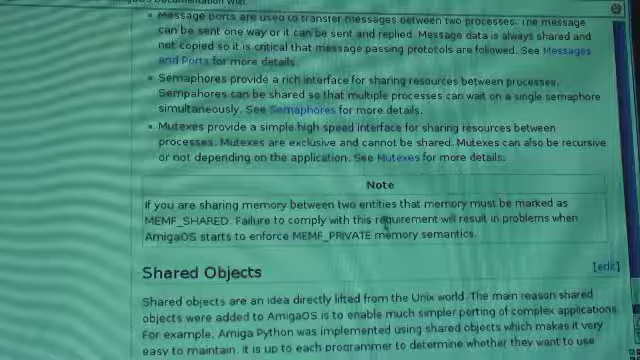 AmigaOS Documentation Wiki
Message ports are used to transfer messages between two processes. The message
can be sent one way or it can be sent and replied. Message data is always shared and
not copied so it is critical that message passing protocols are followed. See Messages
and Ports for more details.
Semaphores provide a rich interface for sharing resources between processes.
Sempahores can be shared so that multiple processes can wait on a single semaphore
simultaneously. See Semaphores for more details.
Mutexes provide a simple high speed interface for sharing resources between
processes. Mutexes are exclusive and cannot be shared. Mutexes can also be recursive
or not depending on the application. See Mutexes for more details.
Note
If you are sharing memory between two entities that memory must be marked as
MEMF_SHARED. Failure to comply with this requirement will result in problems when
AmigaOS starts to enforce MEMF_PRIVATE memory semantics.
Shared Objects [edit]
Shared objects are an idea directly lifted from the Unix world. The main reason shared
objects were added to AmigaOS is to enable much simpler porting of complex applications.
For example, Amiga Python was implemented using shared objects which makes it very
easy to maintain. It is up to each programmer to determine whether they want to use